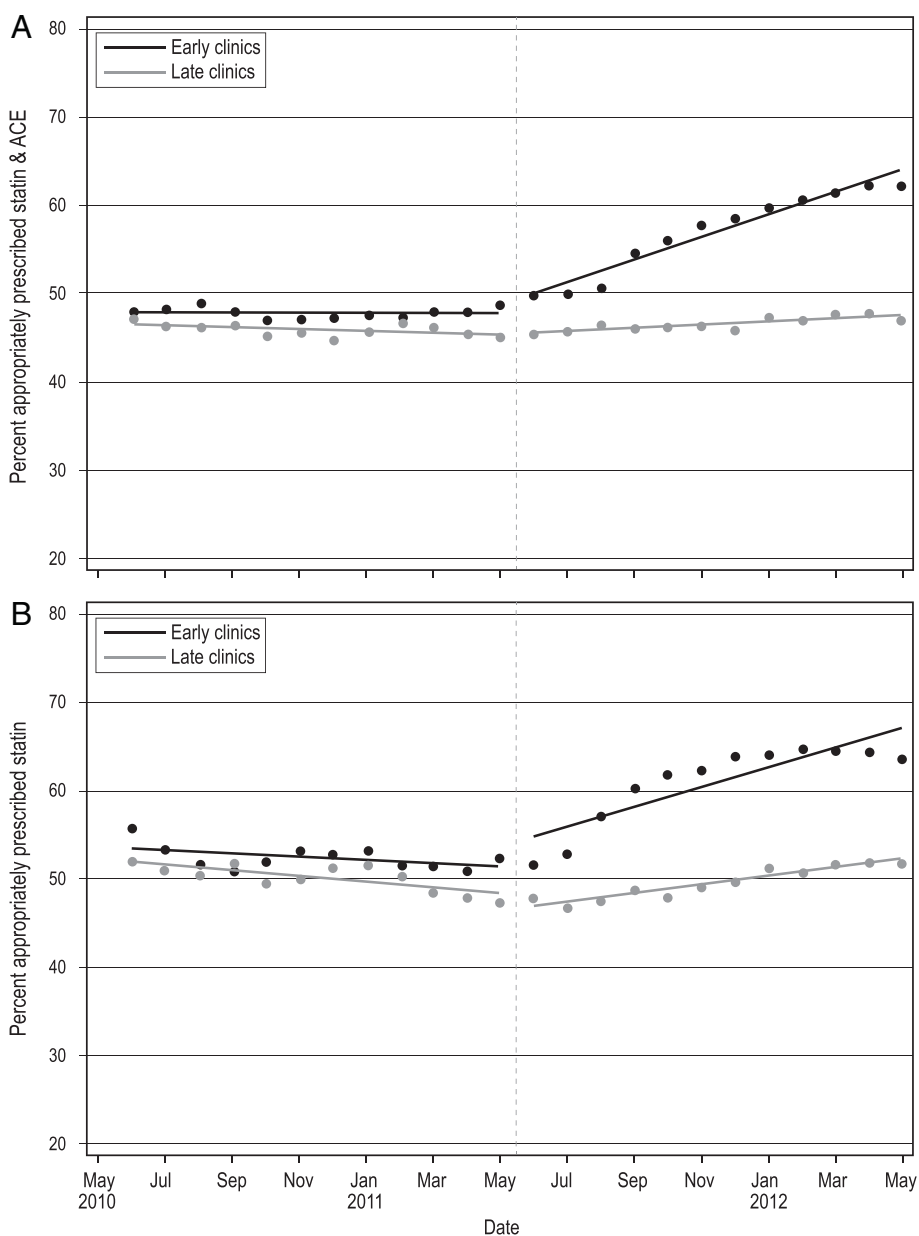 A
80
70
60
50
40
30
20
Percent appropriately prescribed statin & ACE
Early clinics
Late clinics
B
80
70
60
50
40
30
20
Percent appropriately prescribed statin
Early clinics
Late clinics
May Jul Sep Nov Jan Mar May Jul Sep Nov Jan Mar May
2010 2011 2012
Date